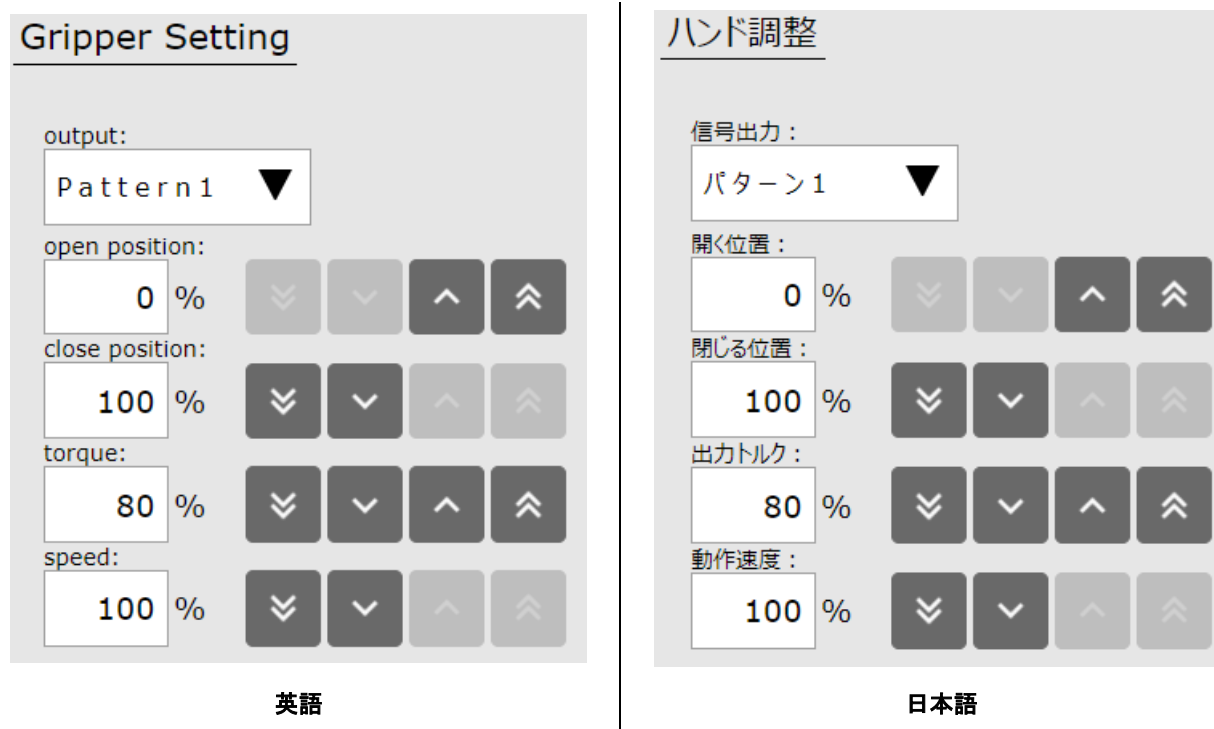 Gripper Setting
output:
Pattern1 ▼
open position:
0 %
close position:
100 %
torque:
80 %
speed:
100 %
英語
ハンド調整
信号出力：
パターン1 ▼
開く位置：
0 %
閉じる位置：
100 %
出力トルク：
80 %
動作速度：
100 %
日本語